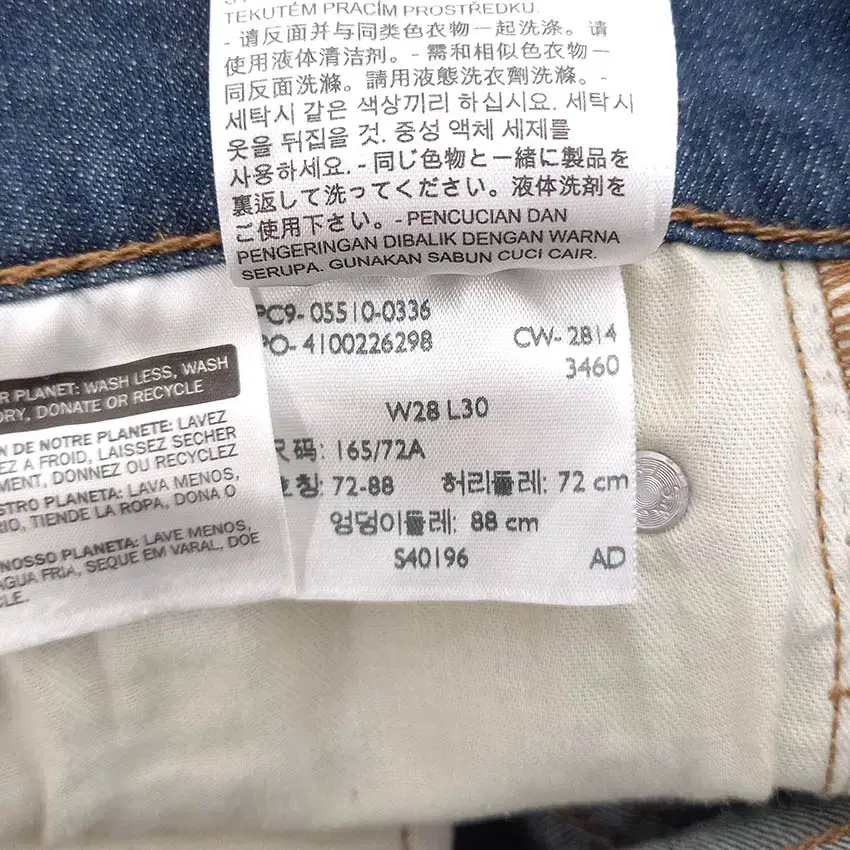 TEKUTÉM PRACÍM PROSTŘEDKU.
- 请反面并与同类色衣物一起洗涤。请
使用液体清洁剂。- 需和相似色衣物一
同反面洗滌。請用液態洗衣劑洗滌。-
세탁시 같은 색상끼리 하십시요. 세탁시
옷을 뒤집을 것. 중성 액체 세제를
사용하세요. - 同じ色物と一緒に製品を
裏返して洗ってください。液体洗剤を
ご使用下さい。- PENCUCIAN DAN
PENGERINGAN DIBALIK DENGAN WARNA
SERUPA. GUNAKAN SABUN CUCI CAIR.
PC9- 05510-0336
PO- 4100226298 CW- 2814
3460
W28 L30
尺码: 165/72A
호칭: 72-88 허리둘레: 72 cm
엉덩이둘레: 88 cm
S40196 AD
R PLANET: WASH LESS, WASH
DRY, DONATE OR RECYCLE
N DE NOTRE PLANETE: LAVEZ
EZ A FROID, LAISSEZ SECHER
MENT, DONNEZ OU RECYCLEZ
STRO PLANETA: LAVA MENOS,
RIO, TIENDE LA ROPA, DONA O
NOSSO PLANETA: LAVE MENOS,
AGUA FRIA, SEQUE EM VARAL, DOE
CLE.